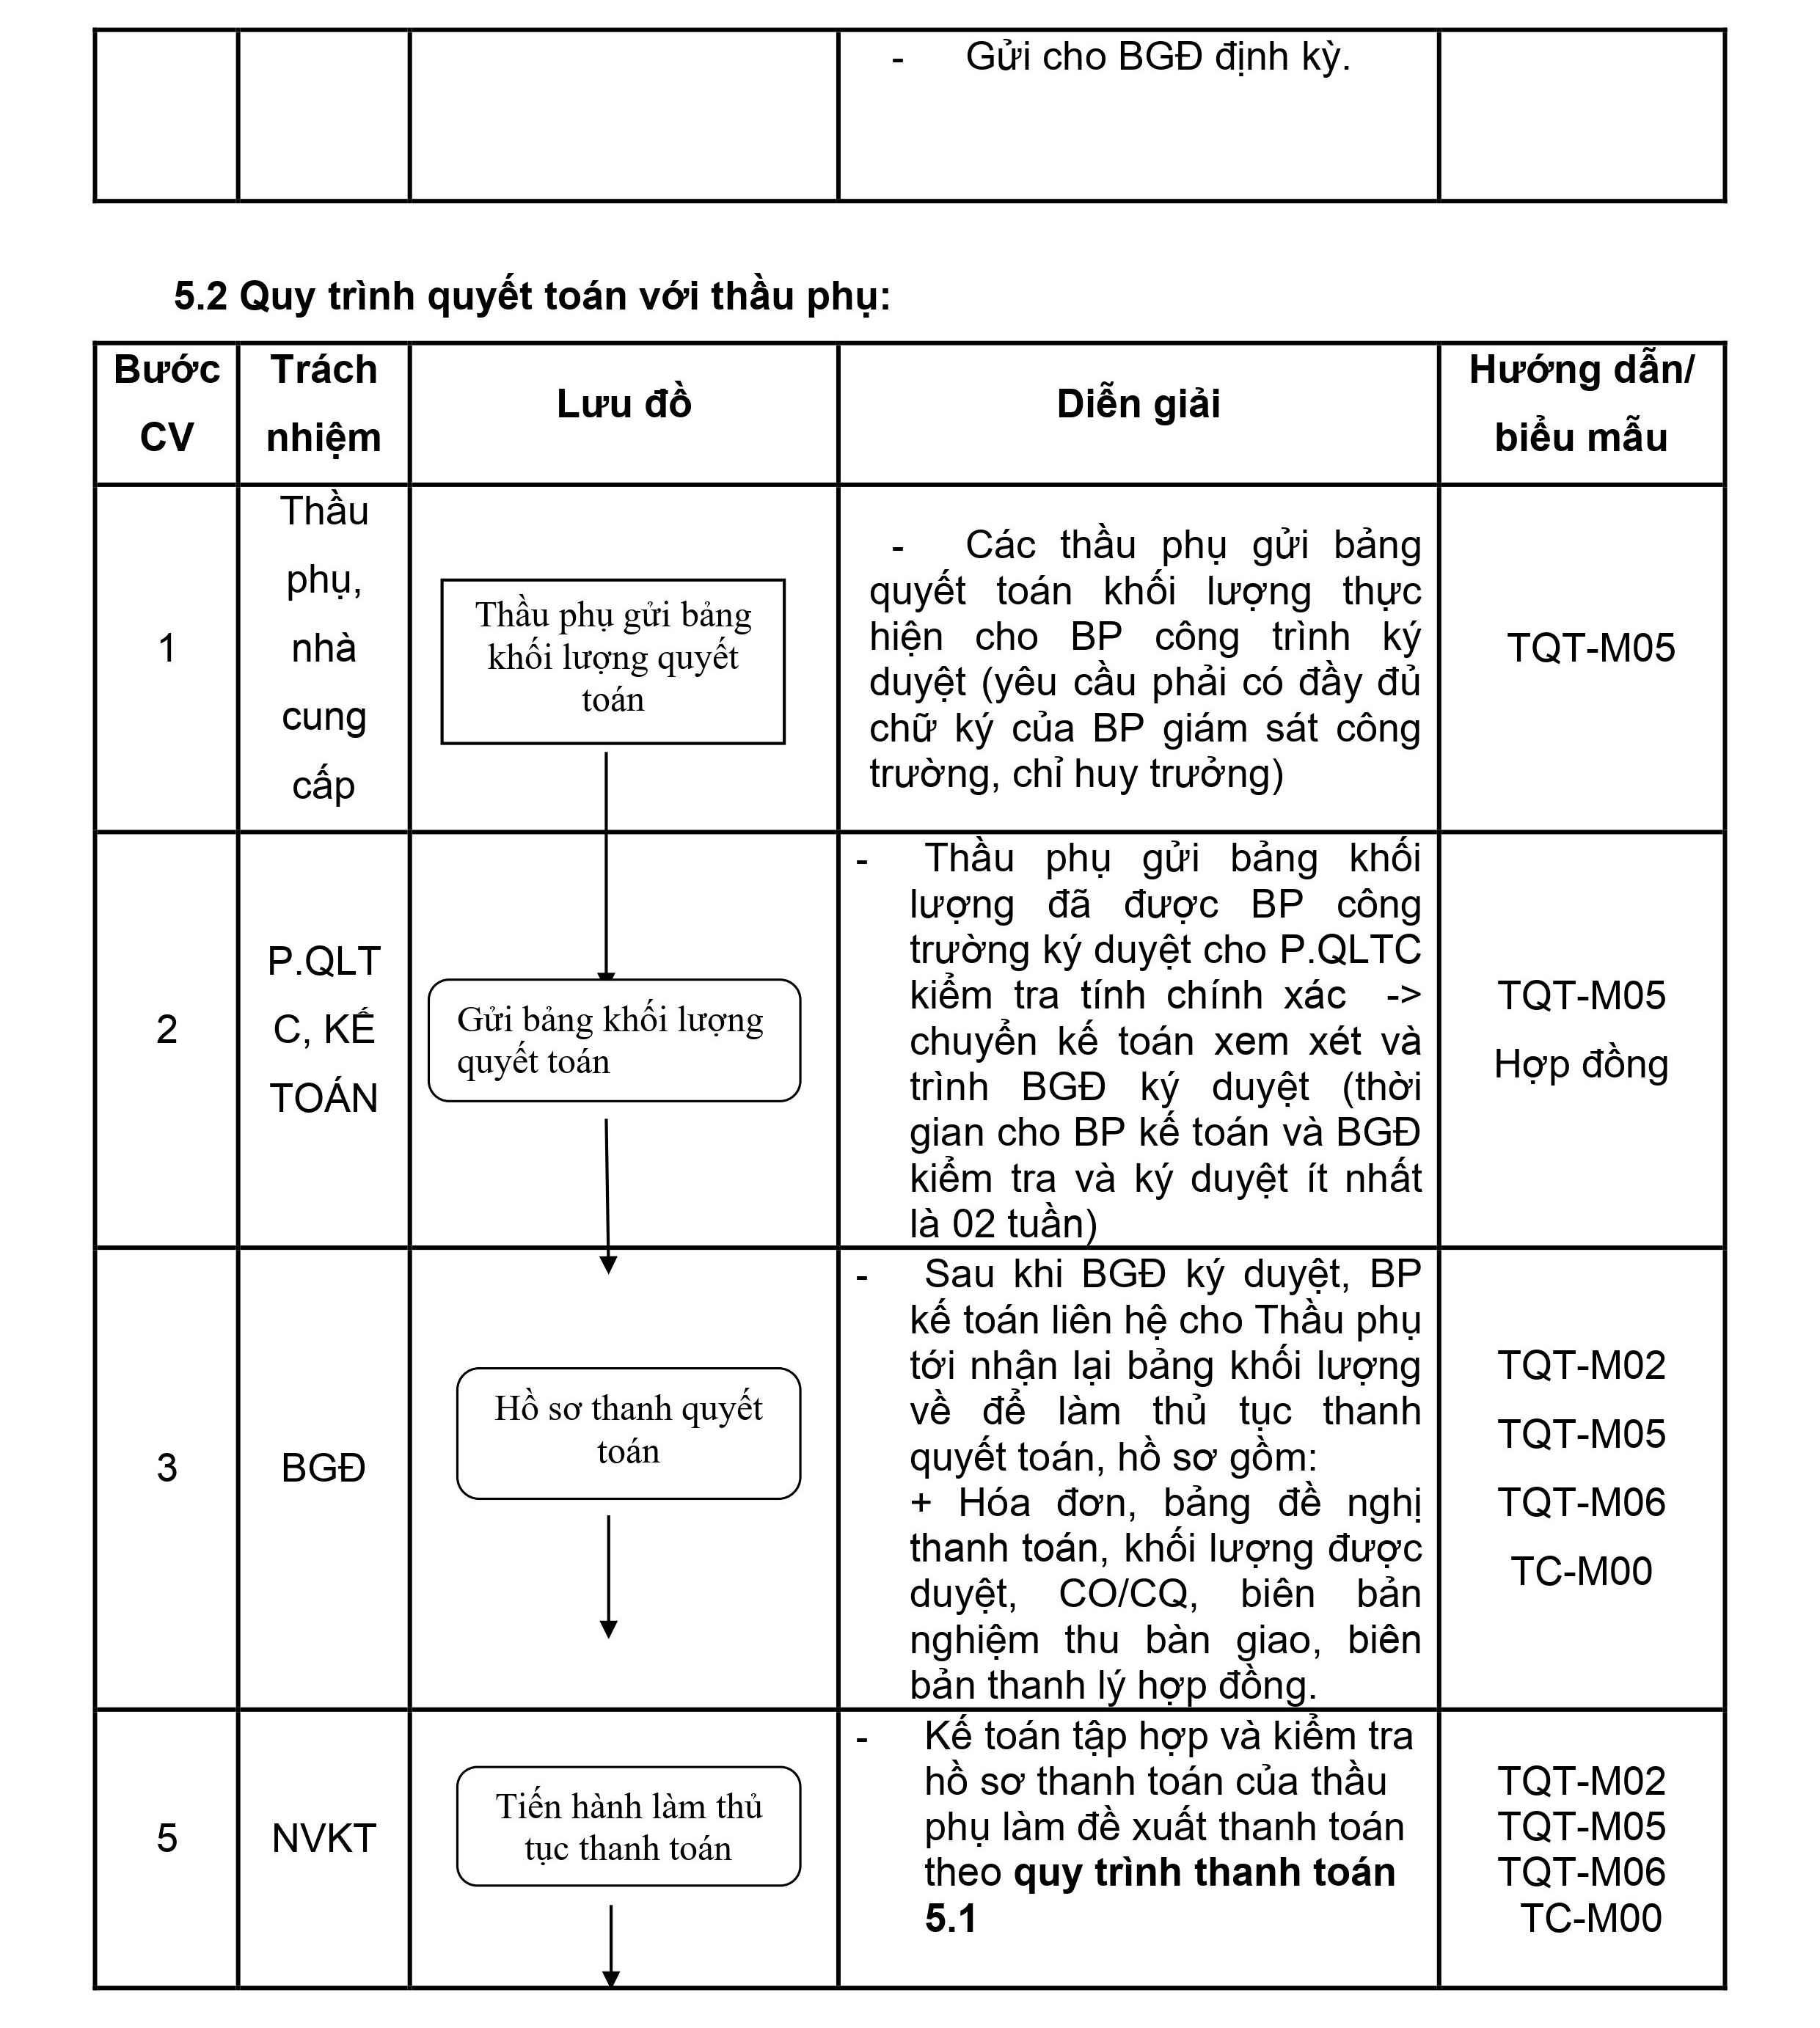 - Gửi cho BGĐ định kỳ.
5.2 Quy trình quyết toán với thầu phụ:
Bước
CV
Trách
nhiệm
Lưu đồ
Diễn giải
Hướng dẫn/
biểu mẫu
1
Thầu
phụ,
nhà
cung
cấp
Thầu phụ gửi bảng
khối lượng quyết
toán
- Các thầu phụ gửi bảng
quyết toán khối lượng thực
hiện cho BP công trình ký
duyệt (yêu cầu phải có đầy đủ
chữ ký của BP giám sát công
trường, chỉ huy trưởng)
TQT-M05
2
P.QLT
C, KẾ
TOÁN
Gửi bảng khối lượng
quyết toán
- Thầu phụ gửi bảng khối
lượng đã được BP công
trường ký duyệt cho P.QLTC
kiểm tra tính chính xác ->
chuyển kế toán xem xét và
trình BGĐ ký duyệt (thời
gian cho BP kế toán và BGĐ
kiểm tra và ký duyệt ít nhất
là 02 tuần)
TQT-M05
Hợp đồng
3
BGĐ
Hồ sơ thanh quyết
toán
- Sau khi BGĐ ký duyệt, BP
kế toán liên hệ cho Thầu phụ
tới nhận lại bảng khối lượng
về để làm thủ tục thanh
quyết toán, hồ sơ gồm:
+ Hóa đơn, bảng đề nghị
thanh toán, khối lượng được
duyệt, CO/CQ, biên bản
nghiệm thu bàn giao, biên
bản thanh lý hợp đồng.
TQT-M02
TQT-M05
TQT-M06
TC-M00
5
NVKT
Tiến hành làm thủ
tục thanh toán
- Kế toán tập hợp và kiểm tra
hồ sơ thanh toán của thầu
phụ làm đề xuất thanh toán
theo quy trình thanh toán
5.1
TQT-M02
TQT-M05
TQT-M06
TC-M00